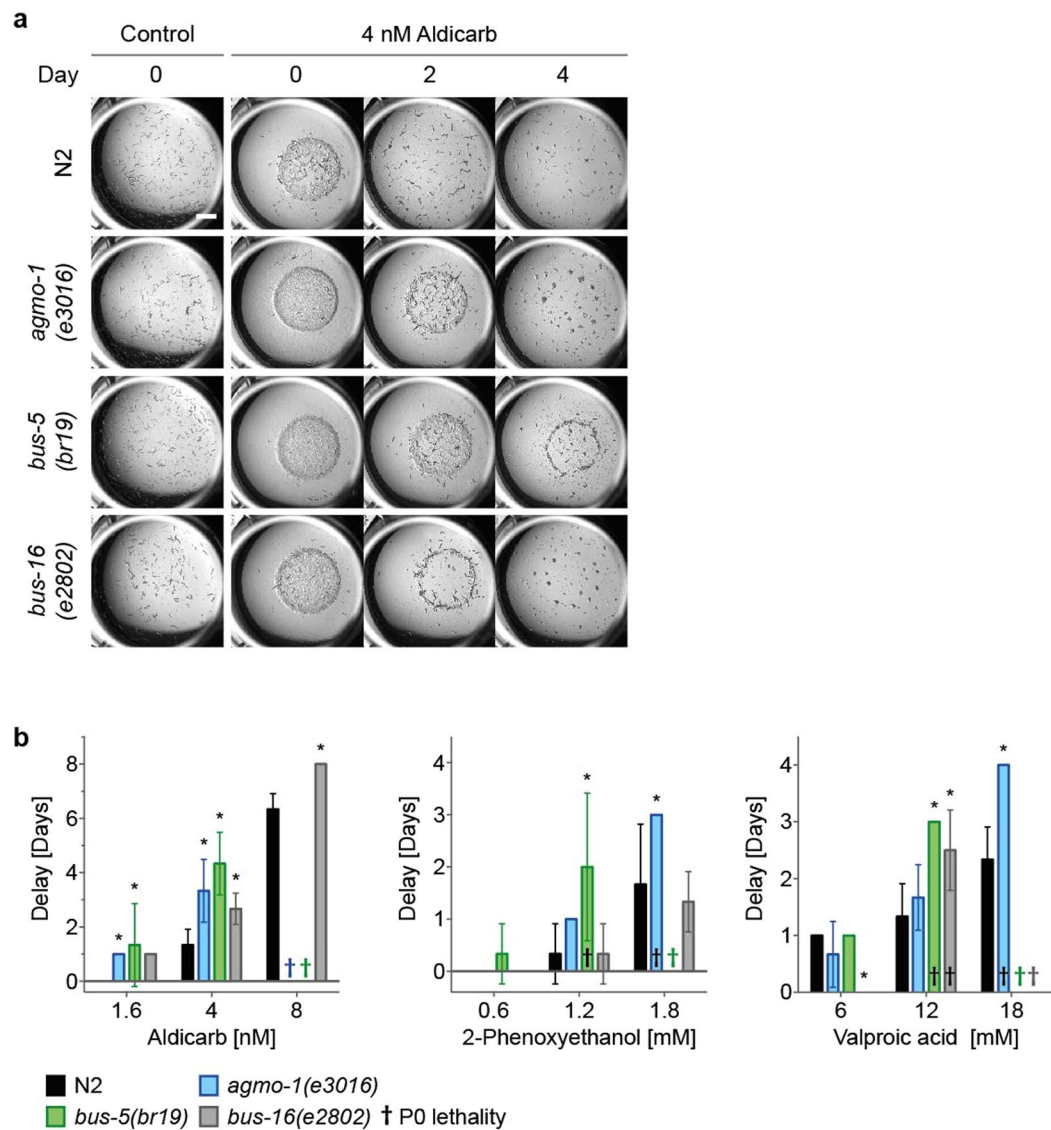 a
Control 4 nM Aldicarb
Day 0 0 2 4
N2
agmo-1
(e3016)
bus-5
(br19)
bus-16
(e2802)
b
Delay [Days]
8
6
4
2
0
* * * * * *
† †
1.6 4 8
Aldicarb [nM]
Delay [Days]
4
3
2
1
0
* *
† † †
0.6 1.2 1.8
2-Phenoxyethanol [mM]
Delay [Days]
4
3
2
1
0
* * * *
† † † † †
6 12 18
Valproic acid [mM]
N2 agmo-1(e3016)
bus-5(br19) bus-16(e2802) † P0 lethality